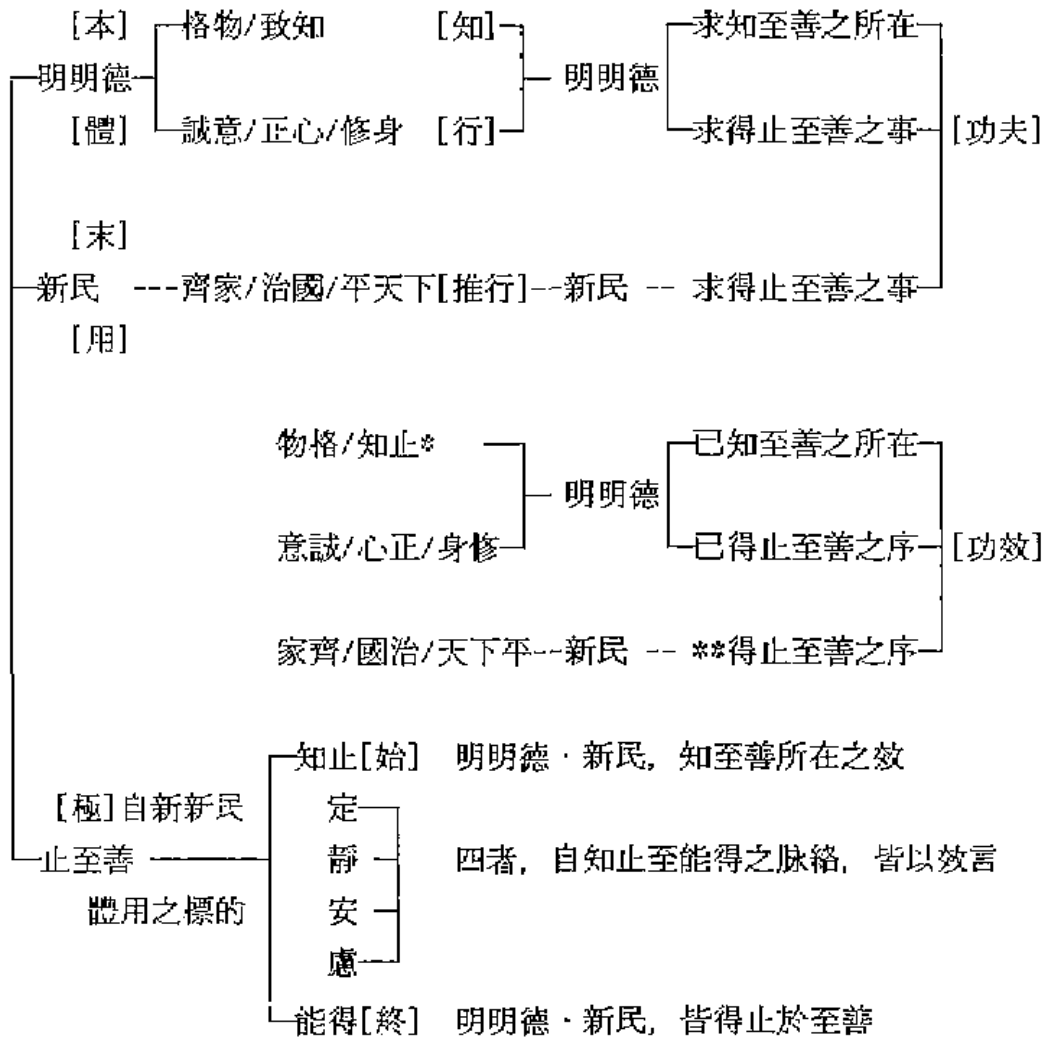 [本] 格物/致知 [知] 求知至善之所在
明明德 明明德
[體] 誠意/正心/修身 [行] 求得止至善之事 [功夫]
[末]
新民 ---齊家/治國/平天下[推行]--新民 -- 求得止至善之事
[用]
物格/知止* 已知至善之所在
明明德
意誠/心正/身修 已得止至善之序 [功效]
家齊/國治/天下平--新民 -- **得止至善之序
知止[始] 明明德·新民, 知至善所在之效
[極]自新新民 定
止至善 靜 四者, 自知止至能得之脉絡, 皆以效言
體用之標的 安
慮
能得[終] 明明德·新民, 皆得止於至善